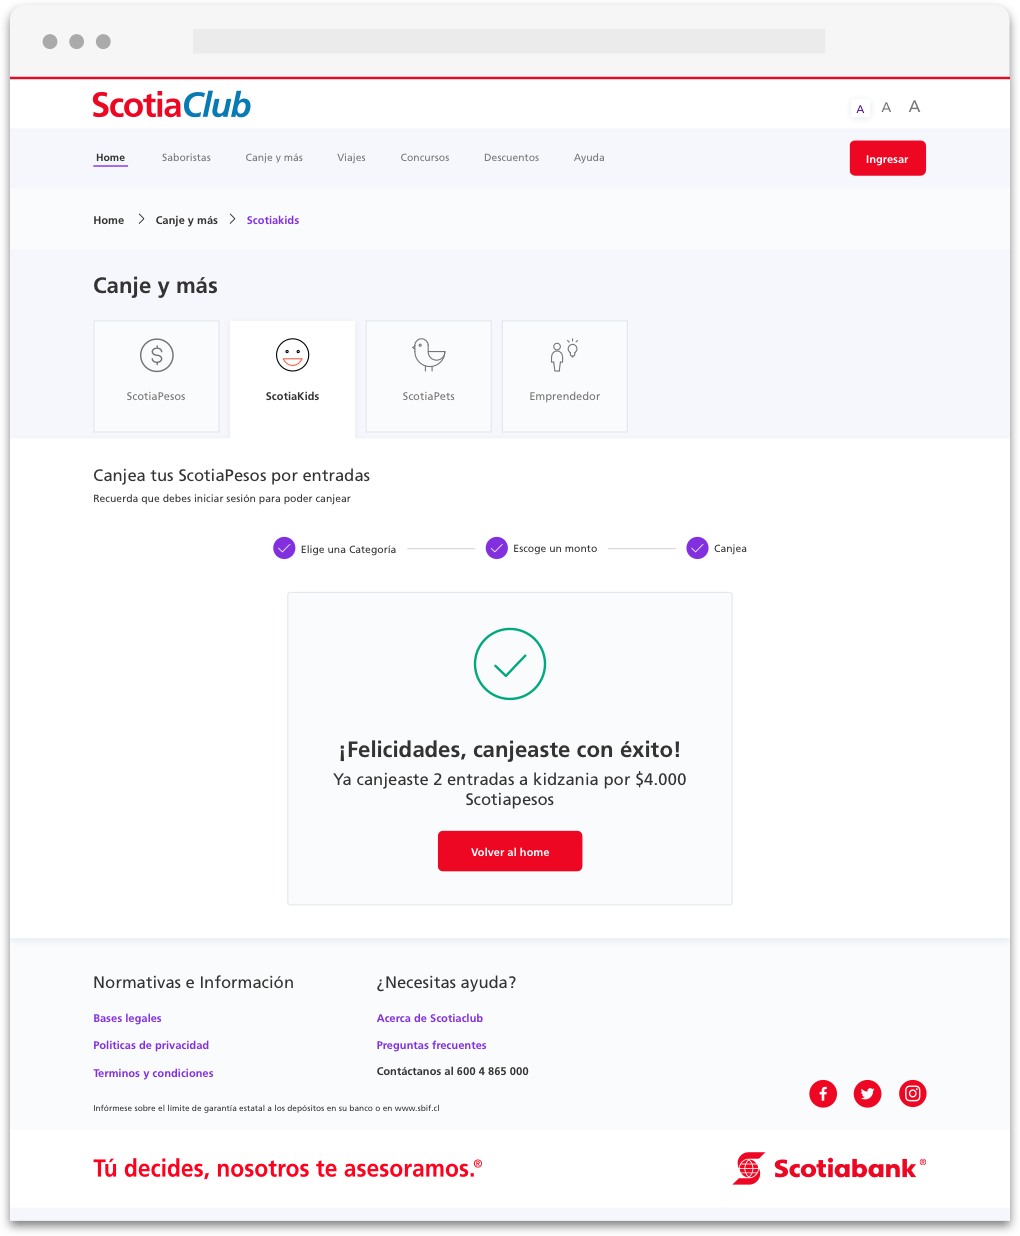 ScotiaClub
A A A
Home Saboristas Canje y más Viajes Concursos Descuentos Ayuda Ingresar
Home > Canje y más > Scotiakids
Canje y más
ScotiaPesos ScotiaKids ScotiaPets Emprendedor
Canjea tus ScotiaPesos por entradas
Recuerda que debes iniciar sesión para poder canjear
Elige una Categoría Escoge un monto Canjea
¡Felicidades, canjeaste con éxito!
Ya canjeaste 2 entradas a kidzania por $4.000
Scotiapesos
Volver al home
Normativas e Información ¿Necesitas ayuda?
Bases legales Acerca de Scotiaclub
Politicas de privacidad Preguntas frecuentes
Terminos y condiciones Contáctanos al 600 4 865 000
Infórmese sobre el límite de garantía estatal a los depósitos en su banco o en www.sbif.cl
Tú decides, nosotros te asesoramos.® Scotiabank®